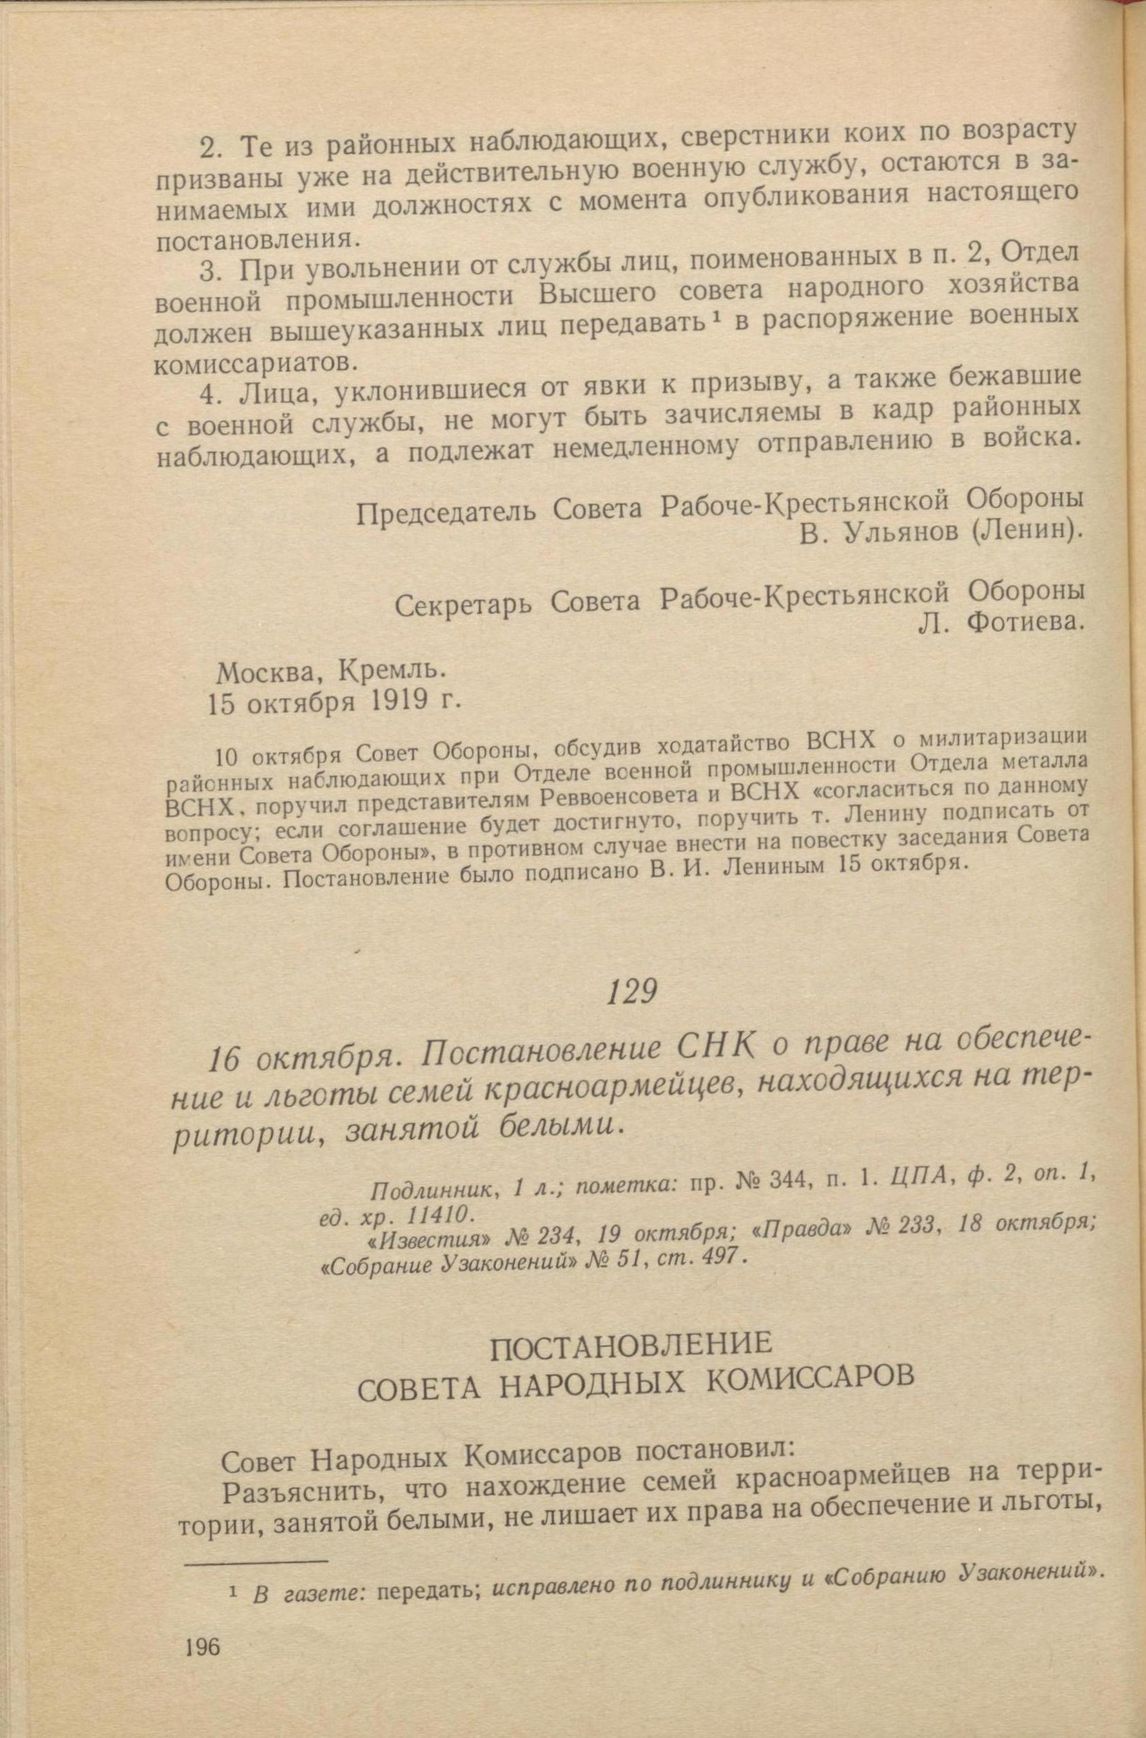 2. Те из районных наблюдающих, сверстники коих по возрасту
призваны уже на действительную военную службу, остаются в за-
нимаемых ими должностях с момента опубликования настоящего
постановления.
3. При увольнении от службы лиц, поименованных в п. 2, Отдел
военной промышленности Высшего совета народного хозяйства
должен вышеуказанных лиц передавать¹ в распоряжение военных
комиссариатов.
4. Лица, уклонившиеся от явки к призыву, а также бежавшие
с военной службы, не могут быть зачисляемы в кадр районных
наблюдающих, а подлежат немедленному отправлению в войска.
Председатель Совета Рабоче-Крестьянской Обороны
В. Ульянов (Ленин).
Секретарь Совета Рабоче-Крестьянской Обороны
Л. Фотиева.
Москва, Кремль.
15 октября 1919 г.
10 октября Совет Обороны, обсудив ходатайство ВСНХ о милитаризации
районных наблюдающих при Отделе военной промышленности Отдела металла
ВСНХ, поручил представителям Реввоенсовета и ВСНХ «согласиться по данному
вопросу; если соглашение будет достигнуто, поручить т. Ленину подписать от
имени Совета Обороны», в противном случае внести на повестку заседания Совета
Обороны. Постановление было подписано В. И. Лениным 15 октября.
129
16 октября. Постановление СНК о праве на обеспече-
ние и льготы семей красноармейцев, находящихся на тер-
ритории, занятой белыми.
Подлинник, 1 л.; пометка: пр. № 344, п. 1. ЦПА, ф. 2, оп. 1,
ед. хр. 11410.
«Известия» № 234, 19 октября; «Правда» № 233, 18 октября;
«Собрание Узаконений» № 51, ст. 497.
ПОСТАНОВЛЕНИЕ
СОВЕТА НАРОДНЫХ КОМИССАРОВ
Совет Народных Комиссаров постановил:
Разъяснить, что нахождение семей красноармейцев на терри-
тории, занятой белыми, не лишает их права на обеспечение и льготы,
¹ В газете: передать; исправлено по подлиннику и «Собранию Узаконений».
196